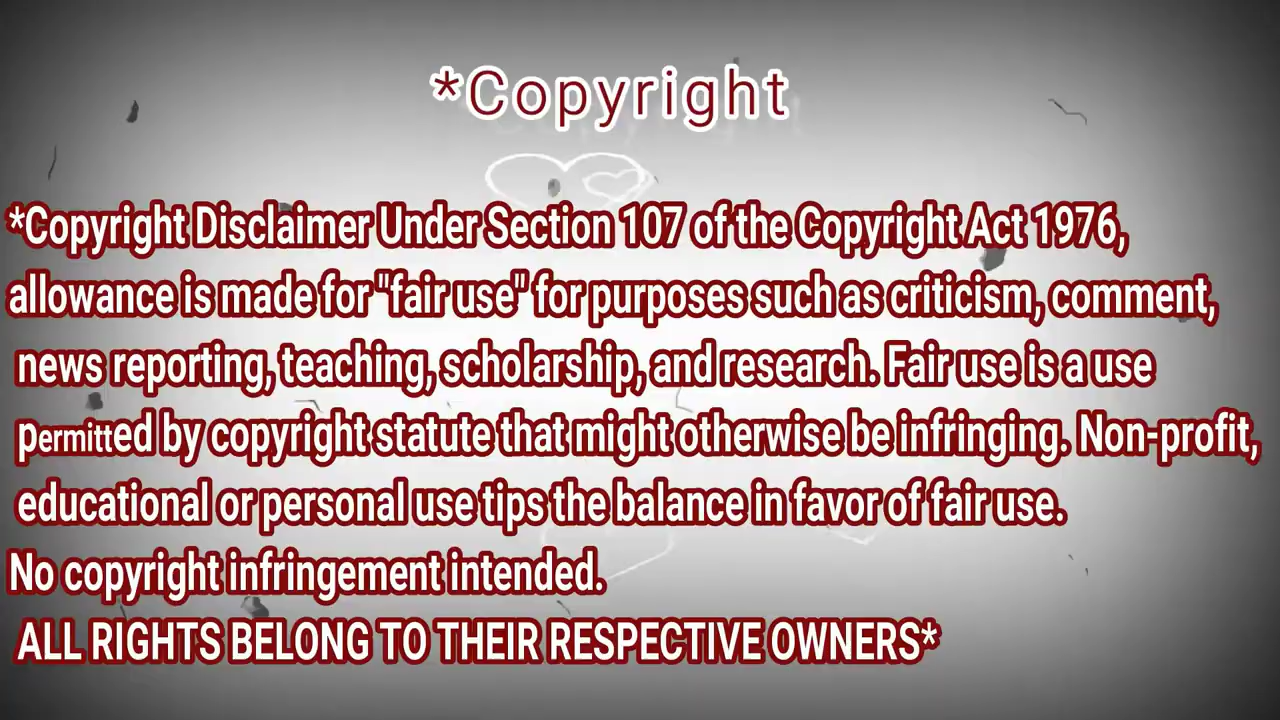 *Copyright
*Copyright Disclaimer Under Section 107 of the Copyright Act 1976,
allowance is made for "fair use" for purposes such as criticism, comment,
news reporting, teaching, scholarship, and research. Fair use is a use
permitted by copyright statute that might otherwise be infringing. Non-profit,
educational or personal use tips the balance in favor of fair use.
No copyright infringement intended.
ALL RIGHTS BELONG TO THEIR RESPECTIVE OWNERS*